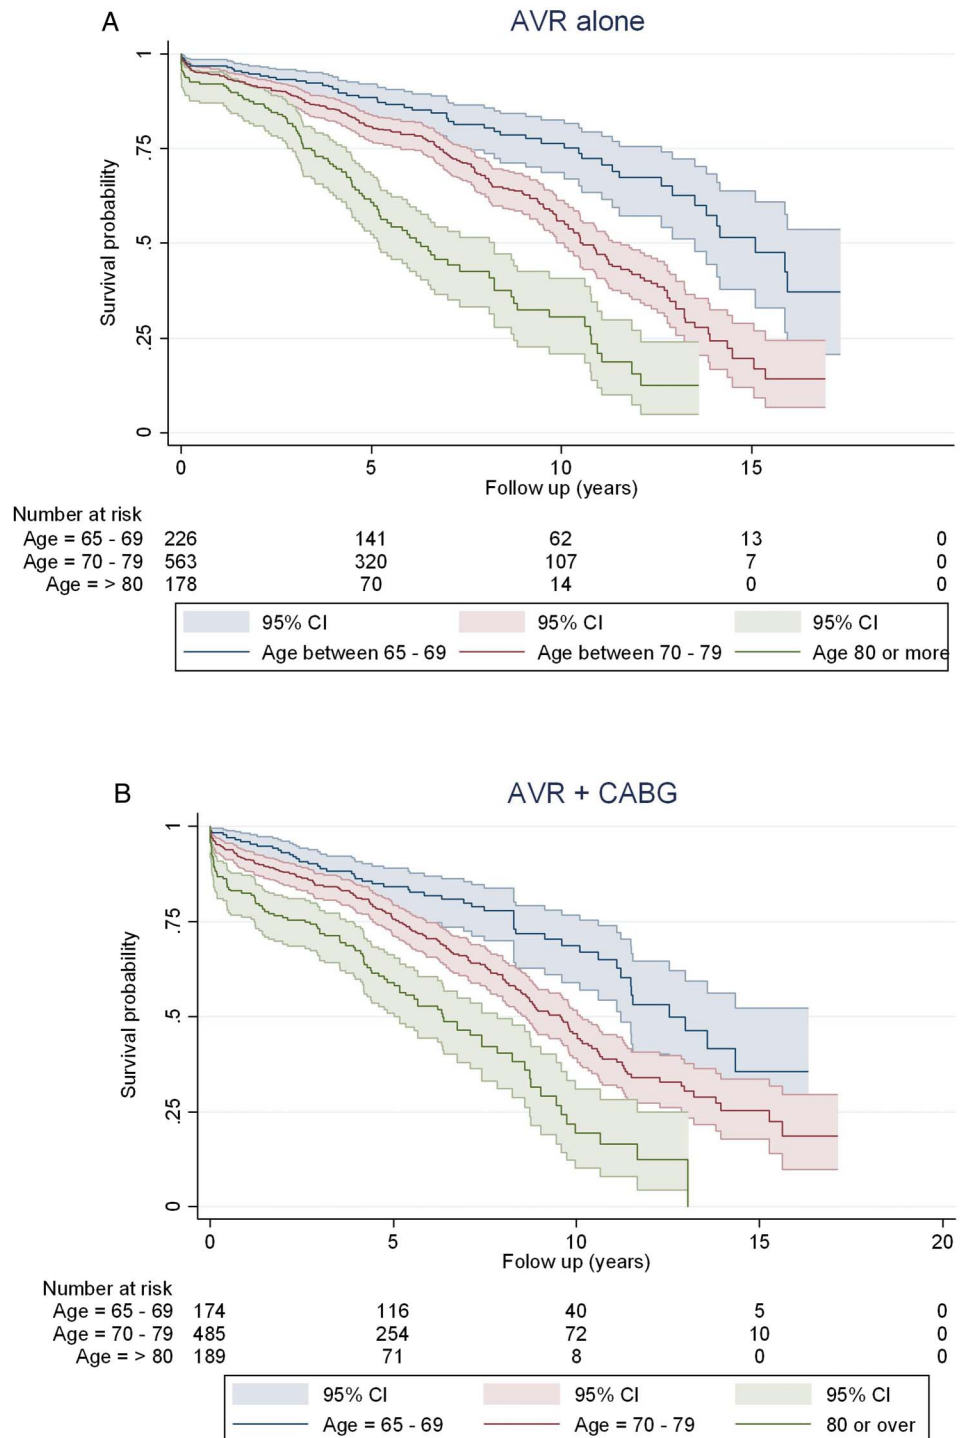 A
AVR alone
Survival probability
1
.75
.5
.25
0
0 5 10 15
Follow up (years)
Number at risk
Age = 65 - 69 226 141 62 13 0
Age = 70 - 79 563 320 107 7 0
Age = > 80 178 70 14 0 0
95% CI 95% CI 95% CI
Age between 65 - 69 Age between 70 - 79 Age 80 or more
B
AVR + CABG
Survival probability
1
.75
.5
.25
0
0 5 10 15 20
Folow up (years)
Number at risk
Age = 65 - 69 174 116 40 5 0
Age = 70 - 79 485 254 72 10 0
Age = > 80 189 71 8 0 0
95% CI 95% CI 95% CI
Age = 65 - 69 Age = 70 - 79 80 or over